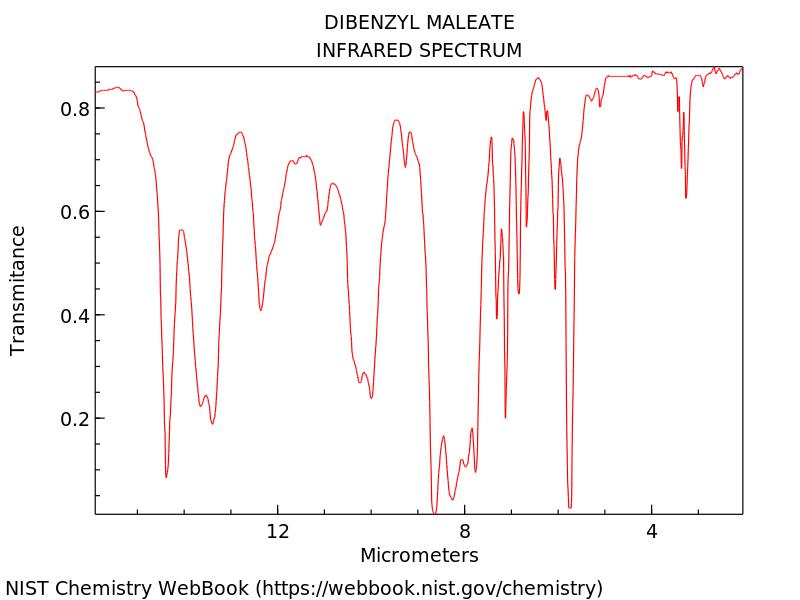 DIBENZYL MALEATE
INFRARED SPECTRUM
0.8
0.6
0.4
0.2
Transmitance
12
8
4
Micrometers
NIST Chemistry WebBook (https://webbook.nist.gov/chemistry)